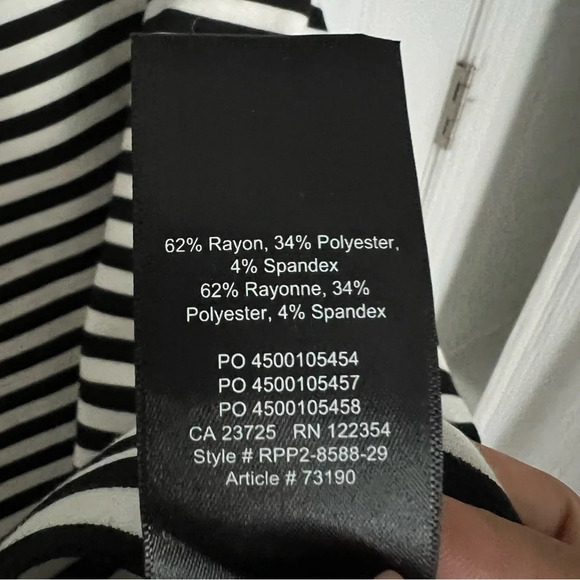 62% Rayon, 34% Polyester,
4% Spandex
62% Rayonne, 34%
Polyester, 4% Spandex
PO 4500105454
PO 4500105457
PO 4500105458
CA 23725 RN 122354
Style # RPP2-8588-29
Article # 73190